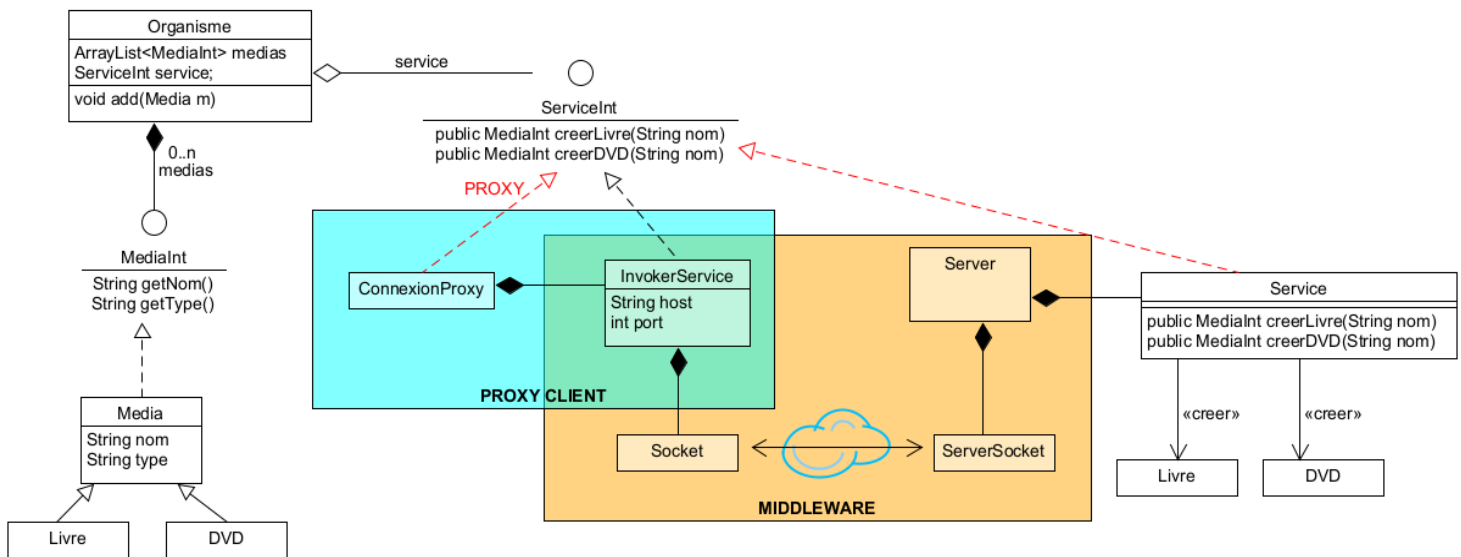 Organisme
ArrayList<MediaInt> medias
ServiceInt service;
void add(Media m)
service
0..n
medias
ServiceInt
public MediaInt creerLivre(String nom)
public MediaInt creerDVD(String nom)
PROXY
MediaInt
String getNom()
String getType()
ConnexionProxy
InvokerService
String host
int port
Server
Service
public MediaInt creerLivre(String nom)
public MediaInt creerDVD(String nom)
PROXY CLIENT
Media
String nom
String type
«creer»
«creer»
Socket
ServerSocket
Livre
DVD
MIDDLEWARE
Livre
DVD